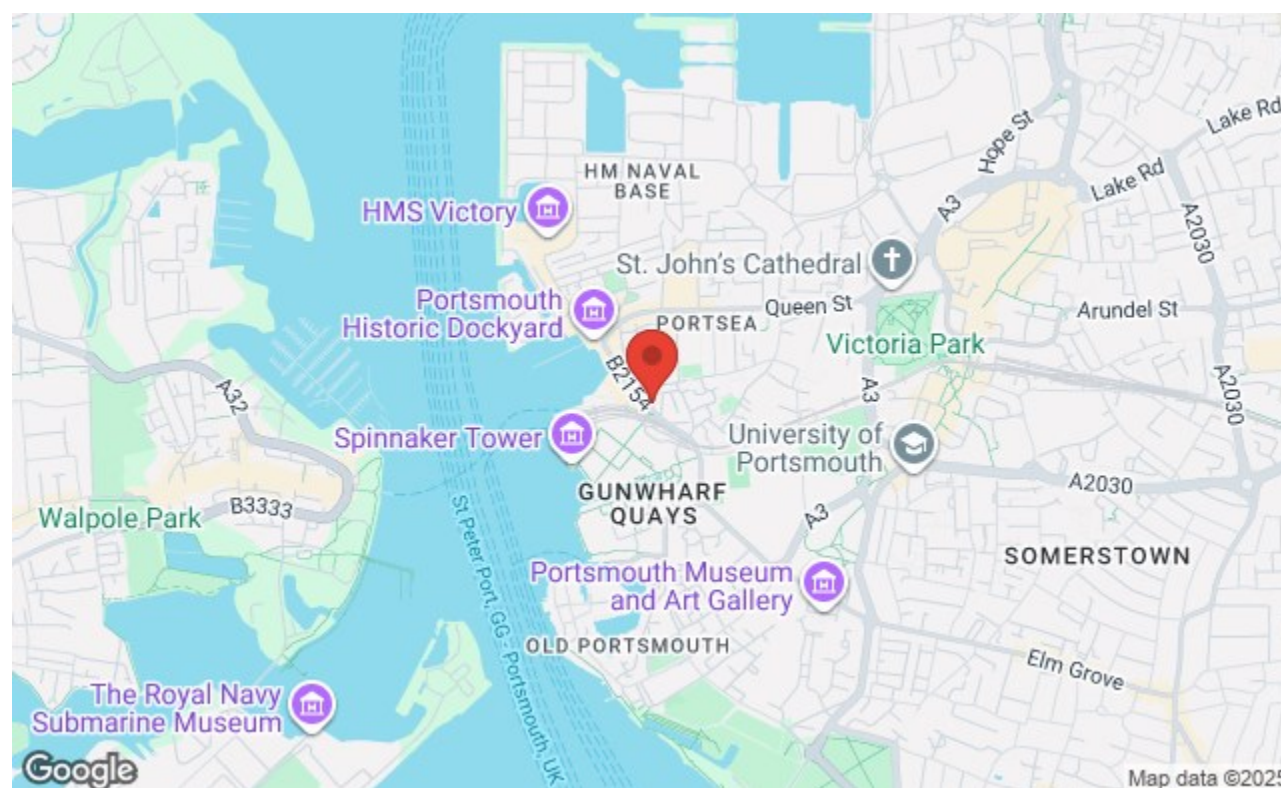 Hope St
Lake Rd
Lake Rd
HM NAVAL
BASE
HMS Victory
A3
A2030
St. John's Cathedral
Portsmouth
Historic Dockyard
Queen St
Arundel St
PORTSEA
Victoria Park
B2154
A32
A3
A2030
Spinnaker Tower
University of
Portsmouth
GUNWHARF
QUAYS
A2030
B3333
Walpole Park
A3
St Peter Port, GG - Portsmouth, UK
SOMERSTOWN
Portsmouth Museum
and Art Gallery
OLD PORTSMOUTH
Elm Grove
The Royal Navy
Submarine Museum
Google
Map data ©2025